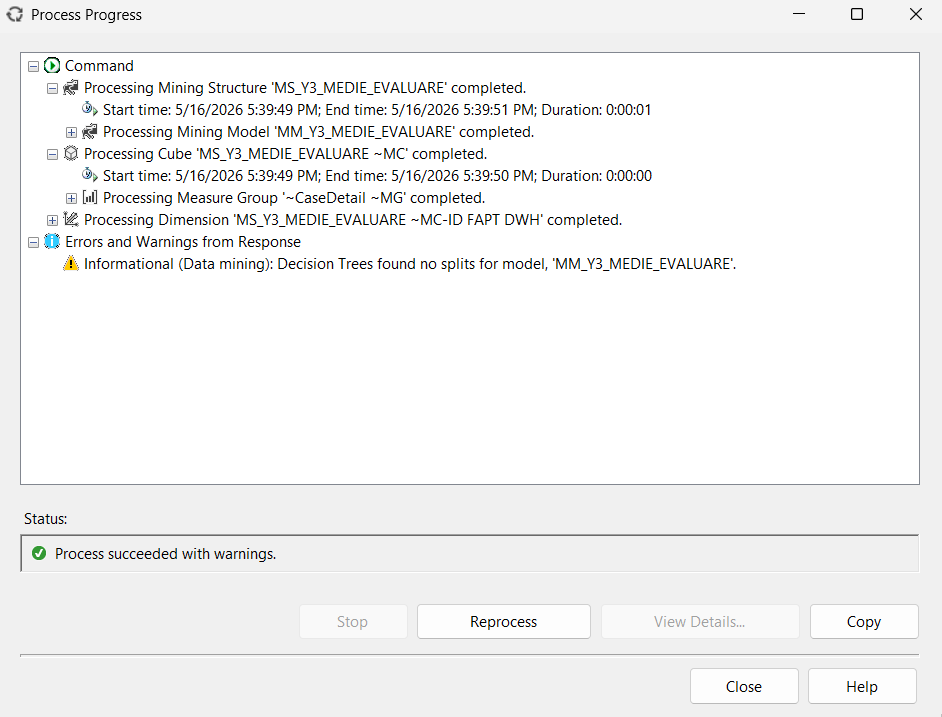 Process Progress
Command
Processing Mining Structure 'MS_Y3_MEDIE_EVALUARE' completed.
Start time: 5/16/2026 5:39:49 PM; End time: 5/16/2026 5:39:51 PM; Duration: 0:00:01
Processing Mining Model 'MM_Y3_MEDIE_EVALUARE' completed.
Processing Cube 'MS_Y3_MEDIE_EVALUARE ~MC' completed.
Start time: 5/16/2026 5:39:49 PM; End time: 5/16/2026 5:39:50 PM; Duration: 0:00:00
Processing Measure Group '~CaseDetail ~MG' completed.
Processing Dimension 'MS_Y3_MEDIE_EVALUARE ~MC-ID FAPT DWH' completed.
Errors and Warnings from Response
Informational (Data mining): Decision Trees found no splits for model, 'MM_Y3_MEDIE_EVALUARE'.
Status:
Process succeeded with warnings.
Stop Reprocess View Details... Copy
Close Help